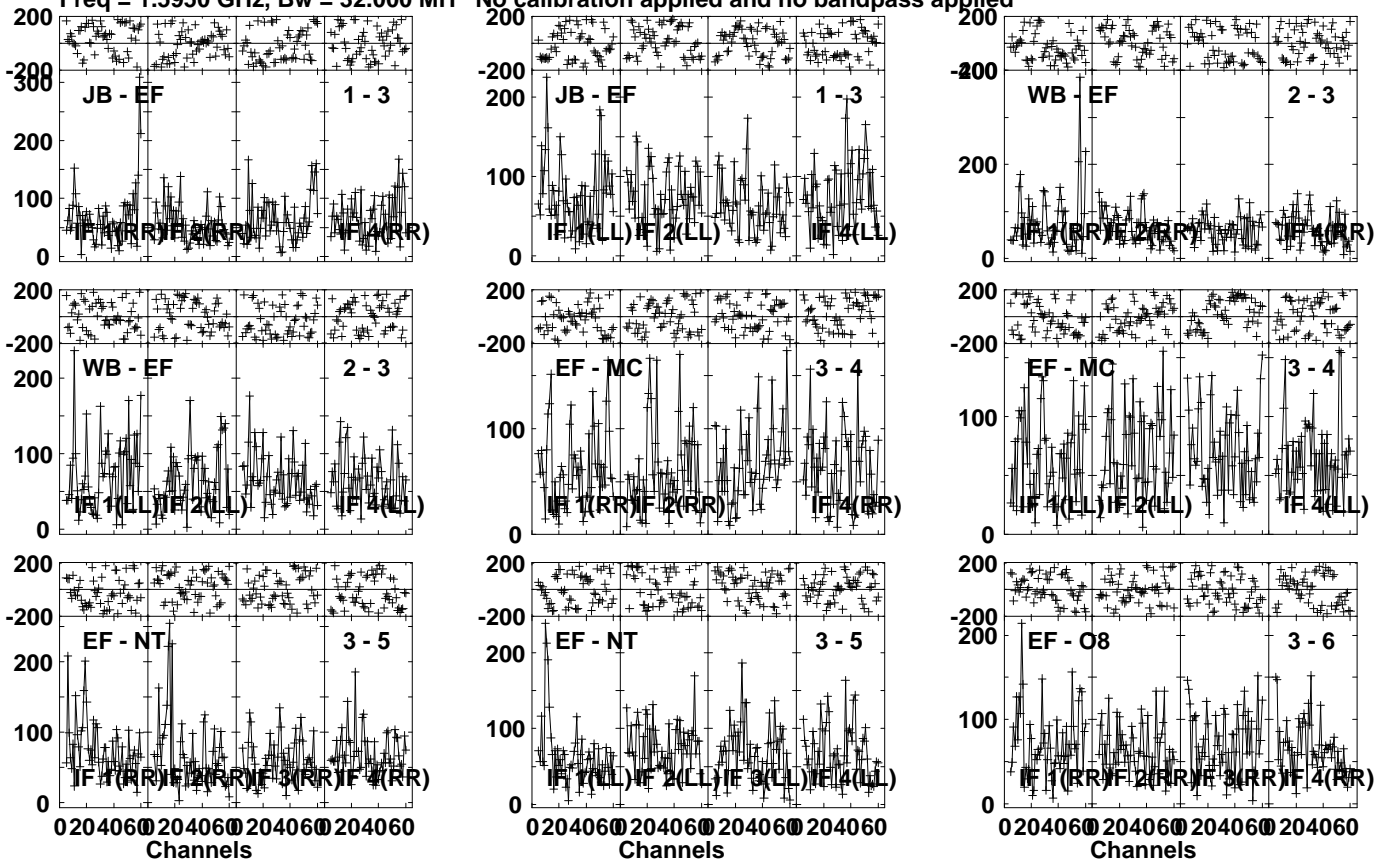 Freq = 1.5950 GHz, Bw = 32.000 MH No calibration applied and no bandpass applied
200 200 200
-200 -200 -200
JB - EF 1 - 3 JB - EF 1 - 3 WB - EF 2 - 3
300
200 200
200
100 100
0 0 0
IF 1(RR) IF 2(RR) IF 4(RR) IF 1(LL) IF 2(LL) IF 4(LL) IF 1(RR) IF 2(RR) IF 4(RR)
200 200 200
-200 -200 -200
WB - EF 2 - 3 EF - MC 3 - 4 EF - MC 3 - 4
200
100 100 100
0 0 0
IF 1(LL) IF 2(LL) IF 4(LL) IF 1(RR) IF 2(RR) IF 4(RR) IF 1(LL) IF 2(LL) IF 4(LL)
200 200 200
-200 -200 -200
EF - NT 3 - 5 EF - NT 3 - 5 EF - O8 3 - 6
200 200 200
100 100 100
0 0 0
IF 1(RR) IF 2(RR) IF 3(RR) IF 4(RR) IF 1(LL) IF 2(LL) IF 3(LL) IF 4(LL) IF 1(RR) IF 2(RR) IF 3(RR) IF 4(RR)
0 20 40 60 0 20 40 60 0 20 40 60 0 20 40 60 0 20 40 60 0 20 40 60 0 20 40 60 0 20 40 60 0 20 40 60 0 20 40 60 0 20 40 60 0 20 40 60
Channels Channels Channels